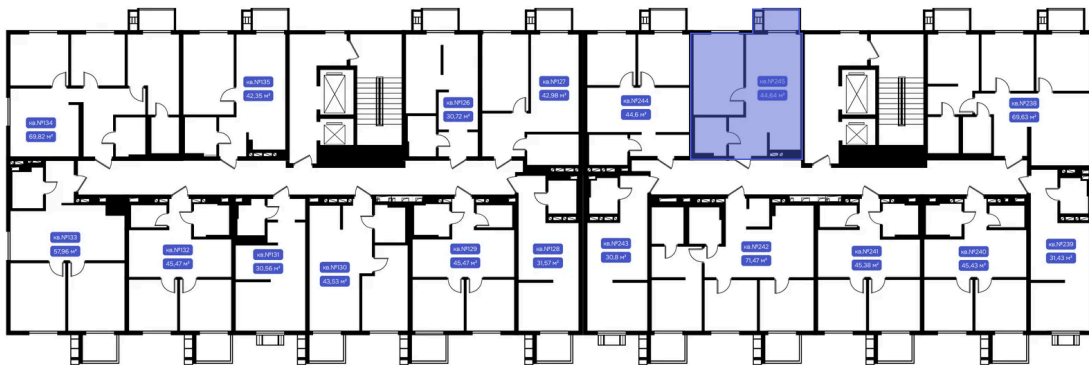 кв.№135
42,35 м²
кв.№127
42,98 м²
кв.№245
44,64 м²
кв.№126
30,72 м²
кв.№244
44,6 м²
кв.№238
69,63 м²
кв.№134
69,82 м²
кв.№133
57,96 м²
кв.№132
45,47 м²
кв.№131
30,56 м²
кв.№130
43,53 м²
кв.№129
45,47 м²
кв.№128
31,57 м²
кв.№243
30,8 м²
кв.№242
71,47 м²
кв.№241
45,38 м²
кв.№240
45,43 м²
кв.№239
31,43 м²